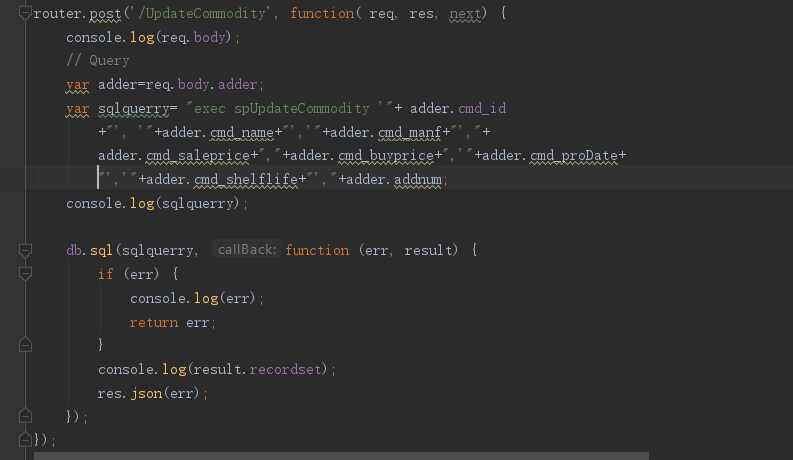 router.post('/UpdateCommodity', function( req, res, next) {
console.log(req.body);
// Query
var adder=req.body.adder;
var sqlquerry= "exec spUpdateCommodity '"+ adder.cmd_id
+"', '"+adder.cmd_name+"','"+adder.cmd_manf+"',"+
adder.cmd_saleprice+","+adder.cmd_buyprice+",'"+adder.cmd_proDate+
"','"+adder.cmd_shelflife+"',"+adder.addnum;
console.log(sqlquerry);
db.sql(sqlquerry, callBack: function (err, result) {
if (err) {
console.log(err);
return err;
}
console.log(result.recordset);
res.json(err);
});
});